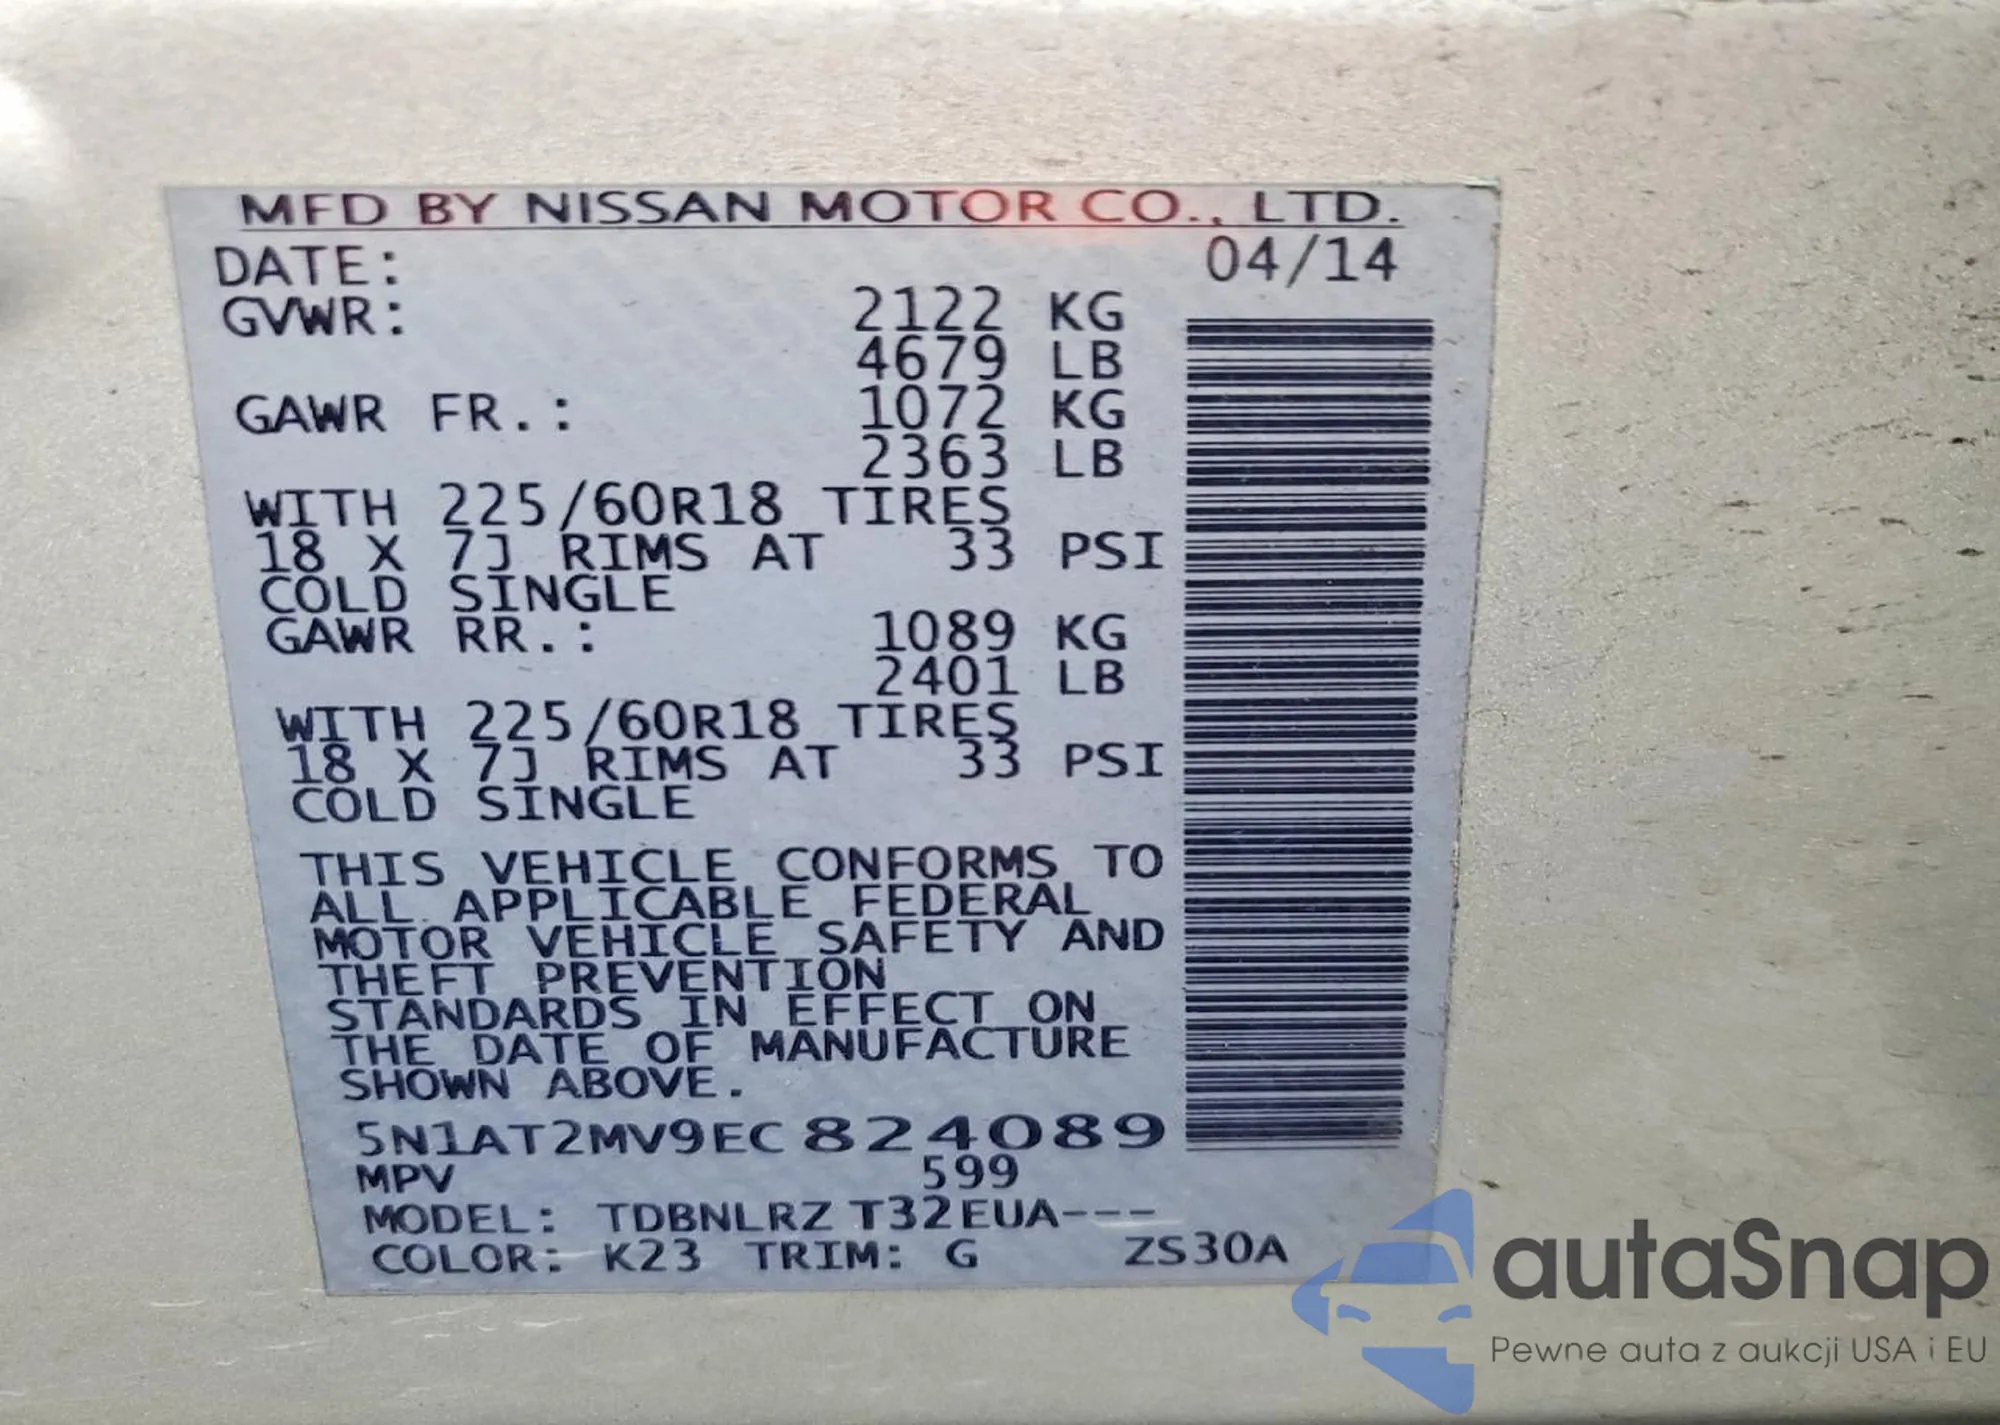 MFD BY NISSAN MOTOR CO., LTD.
DATE: 04/14
GVWR: 2122 KG
4679 LB
GAWR FR.: 1072 KG
2363 LB
WITH 225/60R18 TIRES
18 X 7J RIMS AT 33 PSI
COLD SINGLE
GAWR RR.: 1089 KG
2401 LB
WITH 225/60R18 TIRES
18 X 7J RIMS AT 33 PSI
COLD SINGLE
THIS VEHICLE CONFORMS TO
ALL APPLICABLE FEDERAL
MOTOR VEHICLE SAFETY AND
THEFT PREVENTION
STANDARDS IN EFFECT ON
THE DATE OF MANUFACTURE
SHOWN ABOVE.
5N1AT2MV9EC824089
MPV 599
MODEL: TDBNLRZ T32EUA---
COLOR: K23 TRIM: G ZS30A
autaSnap
Pewne auta z aukcji USA i EU